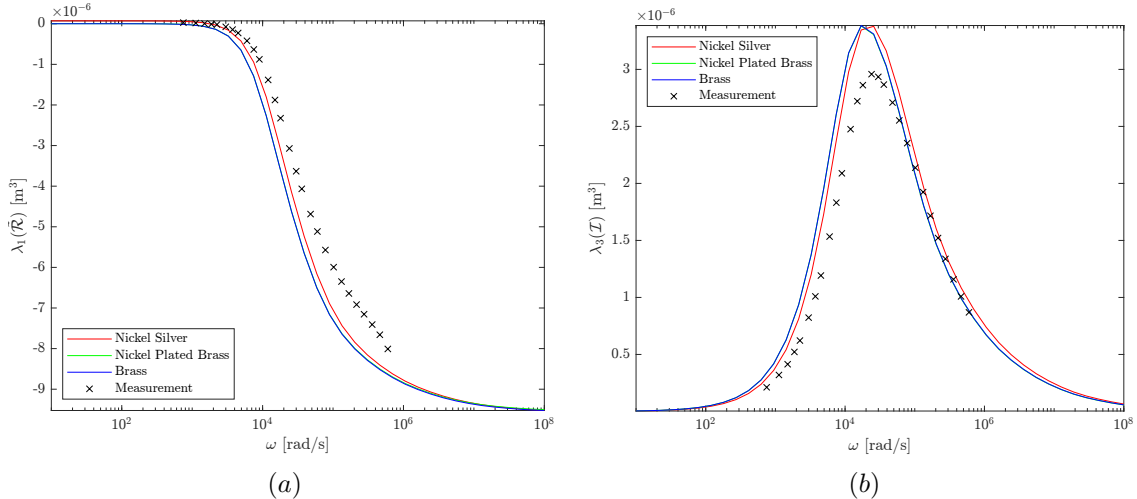 ×10⁻⁶
0
-1
-2
-3
-4
-5
-6
-7
-8
-9
λ₁(R̃) [m³]
Nickel Silver
Nickel Plated Brass
Brass
Measurement
10² 10⁴ 10⁶ 10⁸
ω [rad/s]
(a)
×10⁻⁶
3
2.5
2
1.5
1
0.5
λ₃(I) [m³]
Nickel Silver
Nickel Plated Brass
Brass
Measurement
10² 10⁴ 10⁶ 10⁸
ω [rad/s]
(b)